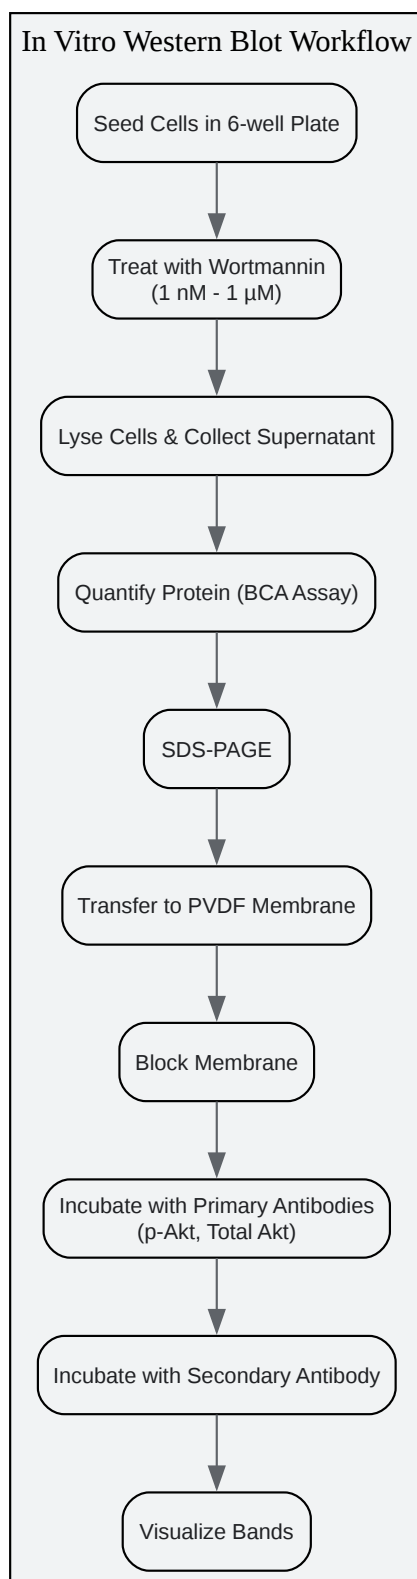 In Vitro Western Blot Workflow
Seed Cells in 6-well Plate
Treat with Wortmannin
(1 nM - 1 µM)
Lyse Cells & Collect Supernatant
Quantify Protein (BCA Assay)
SDS-PAGE
Transfer to PVDF Membrane
Block Membrane
Incubate with Primary Antibodies
(p-Akt, Total Akt)
Incubate with Secondary Antibody
Visualize Bands